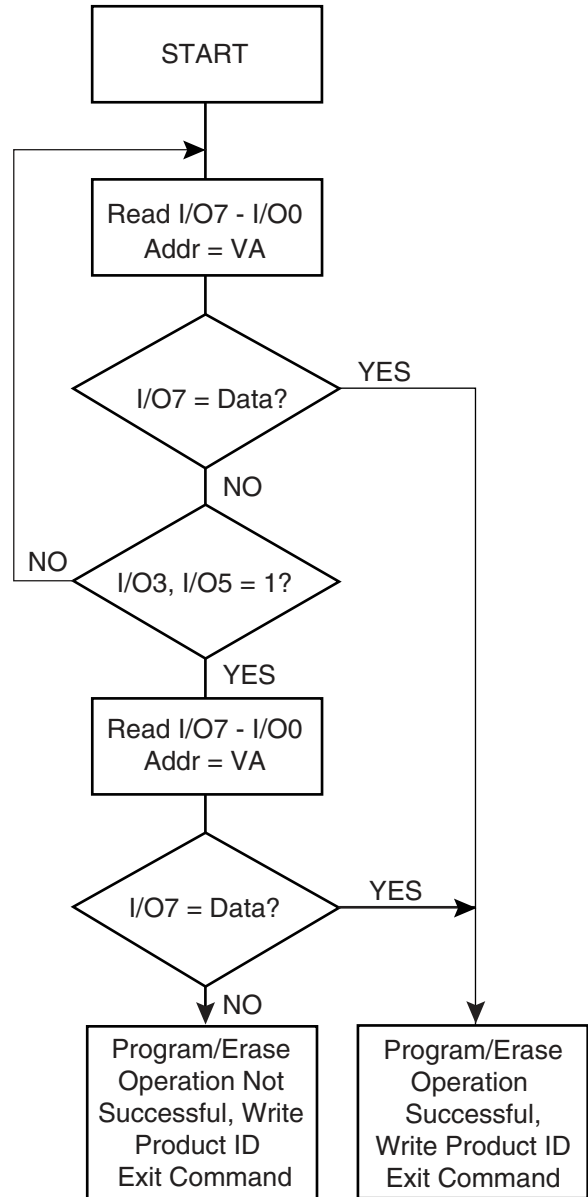 START
Read I/O7 - I/O0
Addr = VA
I/O7 = Data?
YES
NO
I/O3, I/O5 = 1?
NO
YES
Read I/O7 - I/O0
Addr = VA
I/O7 = Data?
YES
NO
Program/Erase
Operation Not
Successful, Write
Product ID
Exit Command
Program/Erase
Operation
Successful,
Write Product ID
Exit Command